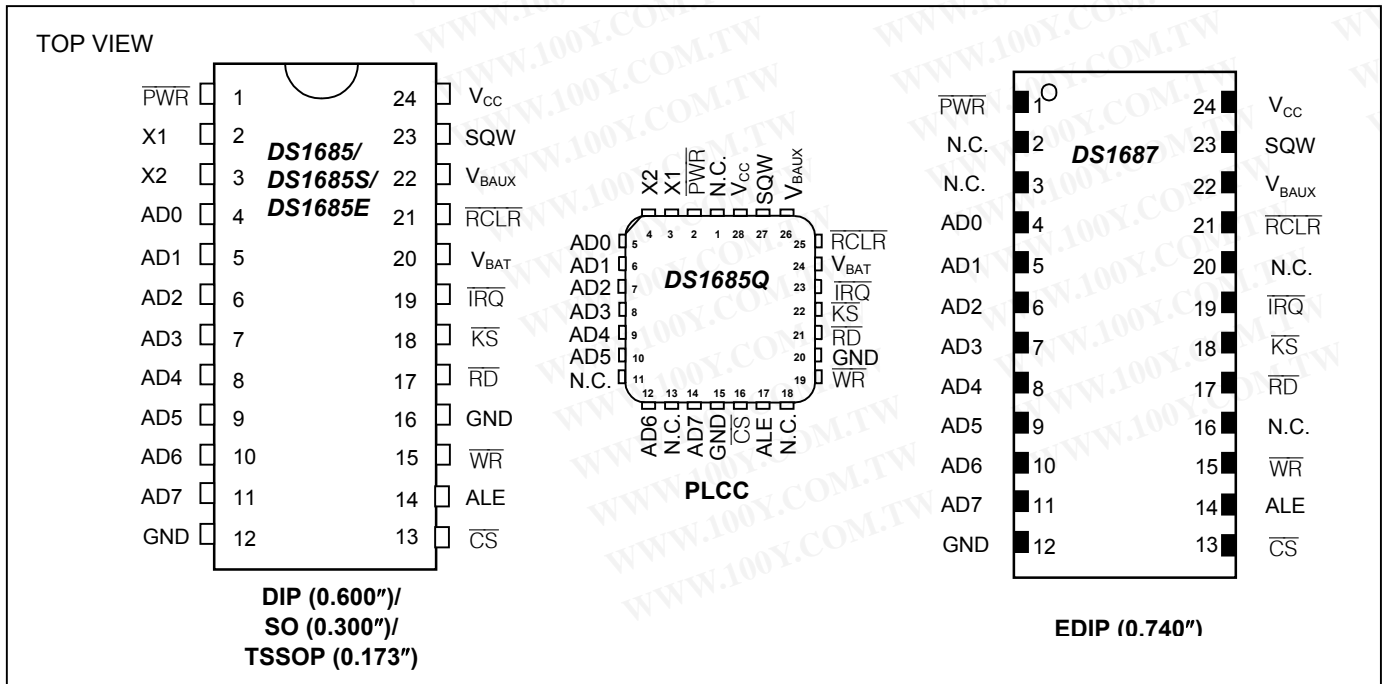 TOP VIEW
PWR 1 24 VCC
X1 2 23 SQW
X2 3 22 VBAUX
AD0 4 21 RCLR
AD1 5 20 VBAT
AD2 6 19 IRQ
AD3 7 18 KS
AD4 8 17 RD
AD5 9 16 GND
AD6 10 15 WR
AD7 11 14 ALE
GND 12 13 CS
DS1685/
DS1685S/
DS1685E
DIP (0.600″)/
SO (0.300″)/
TSSOP (0.173″)
X2 X1 PWR N.C. VCC SQW VBAUX
4 3 2 1 28 27 26
AD0 5 25 RCLR
AD1 6 24 VBAT
AD2 7 23 IRQ
AD3 8 22 KS
AD4 9 21 RD
AD5 10 20 GND
N.C. 11 19 WR
DS1685Q
12 13 14 15 16 17 18
AD6 N.C. AD7 GND CS ALE N.C.
PLCC
PWR 1 24 VCC
N.C. 2 23 SQW
N.C. 3 22 VBAUX
AD0 4 21 RCLR
AD1 5 20 N.C.
AD2 6 19 IRQ
AD3 7 18 KS
AD4 8 17 RD
AD5 9 16 N.C.
AD6 10 15 WR
AD7 11 14 ALE
GND 12 13 CS
DS1687
EDIP (0.740″)
WWW.100Y.COM.TW